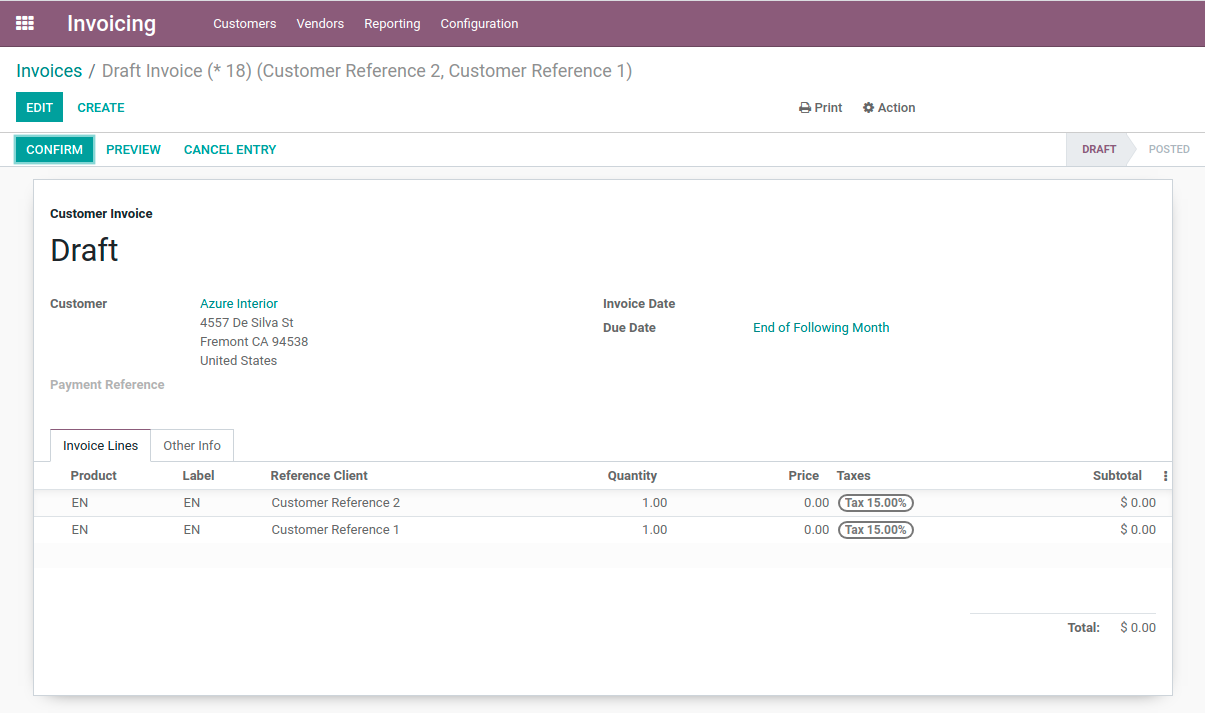 Invoicing Customers Vendors Reporting Configuration
Invoices / Draft Invoice (* 18) (Customer Reference 2, Customer Reference 1)
EDIT CREATE Print Action
CONFIRM PREVIEW CANCEL ENTRY DRAFT POSTED
Customer Invoice
Draft
Customer Azure Interior Invoice Date
4557 De Silva St Due Date End of Following Month
Fremont CA 94538
United States
Payment Reference
Invoice Lines Other Info
Product Label Reference Client Quantity Price Taxes Subtotal
EN EN Customer Reference 2 1.00 0.00 Tax 15.00% $ 0.00
EN EN Customer Reference 1 1.00 0.00 Tax 15.00% $ 0.00
Total: $ 0.00